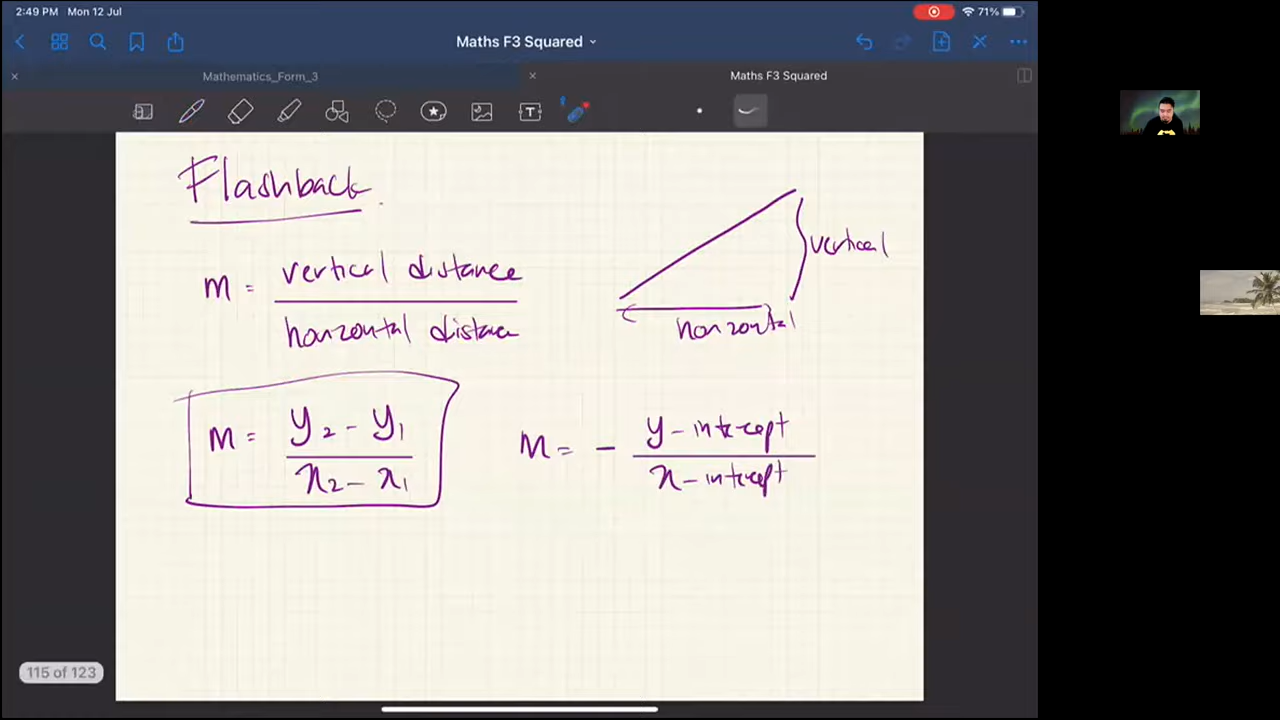 2:49 PM Mon 12 Jul
71%
Maths F3 Squared
Mathematics_Form_3
Maths F3 Squared
T
Flashback.
vertical
m = vertical distance
horizontal distance
horizontal
m = y₂ - y₁
x₂ - x₁
m = - y-intercept
x-intercept
115 of 123